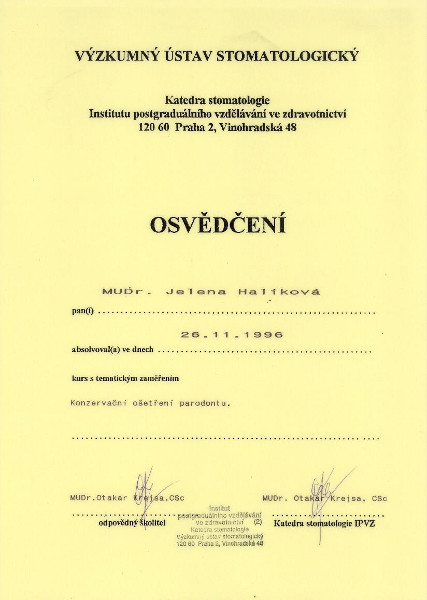 VÝZKUMNÝ ÚSTAV STOMATOLOGICKÝ
Katedra stomatologie
Institutu postgraduálního vzdělávání ve zdravotnictví
120 60 Praha 2, Vinohradská 48
OSVĚDČENÍ
MUDr. Jelena Halíková
pan(í)
26.11.1996
absolvoval(a) ve dnech
kurs s tematickým zaměřením
Konzervační ošetření parodontu.
MUDr.Otakar Krejsa,CSc MUDr. Otakar Krejsa, CSc
odpovědný školitel Katedra stomatologie IPVZ
Institut
postgraduálního vzdělávání
ve zdravotnictví (2)
Katedra stomatologie
Výzkumný ústav stomatologický
120 60 Praha 2, Vinohradská 48